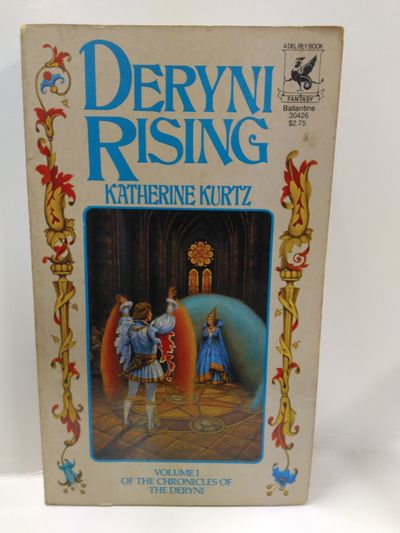 DERYNI
RISING
KATHERINE KURTZ
A DEL REY BOOK
FANTASY
Ballantine
30426
$2.75
VOLUME I
OF THE CHRONICLES OF
THE DERYNI